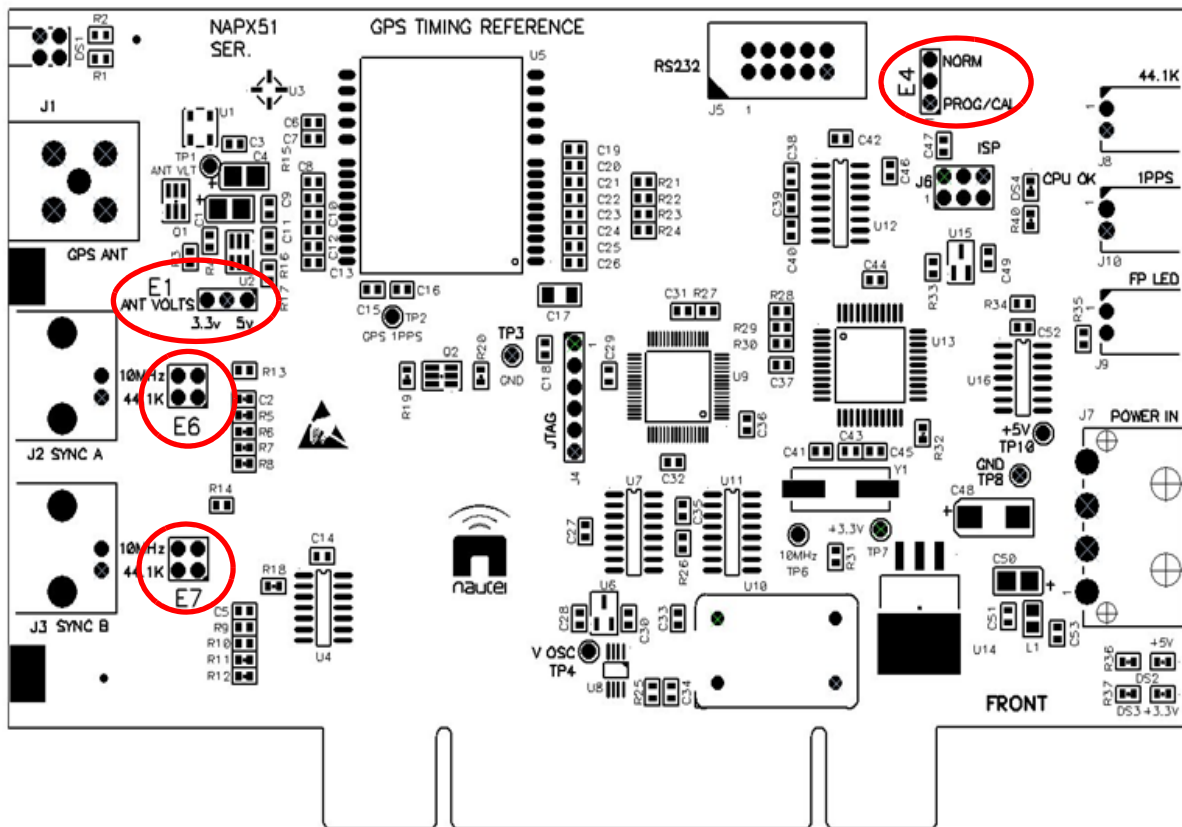 R2
R1
DS1
J1
NAPX51
SER.
GPS TIMING REFERENCE
U5
U3
U1
RS232
J5 1
E4
NORM
PROG/CAL
44.1K
1
J8
C3
C4
TP1
ANT VLT
+
Q1
C6
C7
R15
C8
C9
C10
C11
C12
C13
C1
+
R3
R4
U2
R16
R17
GPS ANT
E1
ANT VOLTS
3.3v 5v
C19
C20
C21
C22
C23
C24
C25
C26
R21
R22
R23
R24
C38
C39
C40
C42
C46
U12
C47
ISP
J6
1
CPU OK
DS4
R40
1PPS
1
J10
U15
C49
R33
C44
FP LED
1
J9
R35
R34
C52
U16
C15
C16
TP2
GPS 1PPS
C17
TP3
GND
C18
C29
R19
Q2
R20
1
JTAG
J4
C31 R27
U9
C36
C32
R28
R29
R30
C37
U13
R32
C41
C43
C45
Y1
10MHz
44.1K
E6
J2 SYNC A
R13
C2
R5
R6
R7
R8
R14
10MHz
44.1K
E7
J3 SYNC B
C5
R9
R10
R11
R12
R18
C14
U4
nautel
U7
U11
C27
C35
R26
10MHz
TP6
+3.3V
TP7
R31
U6
C28
C30
C33
U10
V OSC
TP4
U8
R25
C34
+5V
TP10
GND
TP8
C48
+
J7
POWER IN
1
C50
+
C51
L1
C53
U14
FRONT
R36
+5V
DS2
R37
DS3 +3.3V